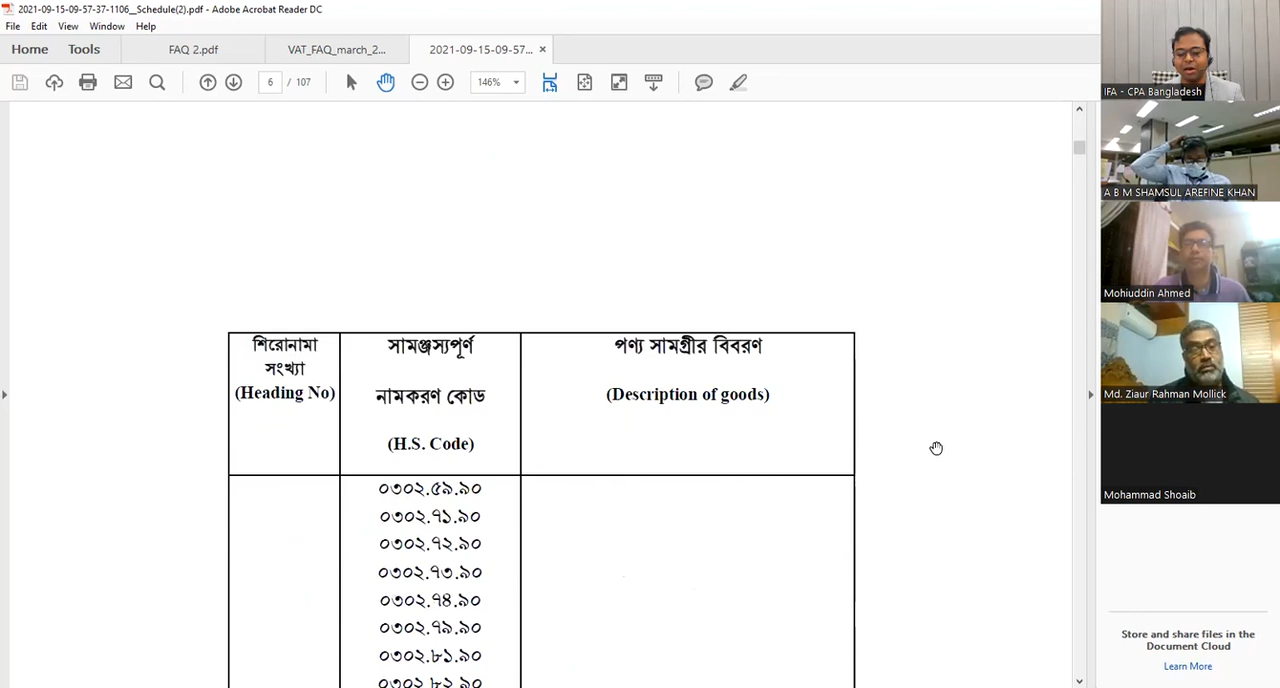 2021-09-15-09-57-37-1106__Schedule(2).pdf - Adobe Acrobat Reader DC
File Edit View Window Help
Home Tools FAQ 2.pdf VAT_FAQ_march_2... 2021-09-15-09-57... ×
6 / 107 146%
শিরোনামা
সংখ্যা
(Heading No)
সামঞ্জস্যপূর্ণ
নামকরণ কোড
(H.S. Code)
পণ্য সামগ্রীর বিবরণ
(Description of goods)
০৩০২.৫৯.৯০
০৩০২.৭১.৯০
০৩০২.৭২.৯০
০৩০২.৭৩.৯০
০৩০২.৭৪.৯০
০৩০২.৭৯.৯০
০৩০২.৮১.৯০
০৩০২.৮২.৯০
IFA - CPA Bangladesh
A B M SHAMSUL AREFINE KHAN
Mohiuddin Ahmed
Md. Ziaur Rahman Mollick
Mohammad Shoaib
Store and share files in the
Document Cloud
Learn More